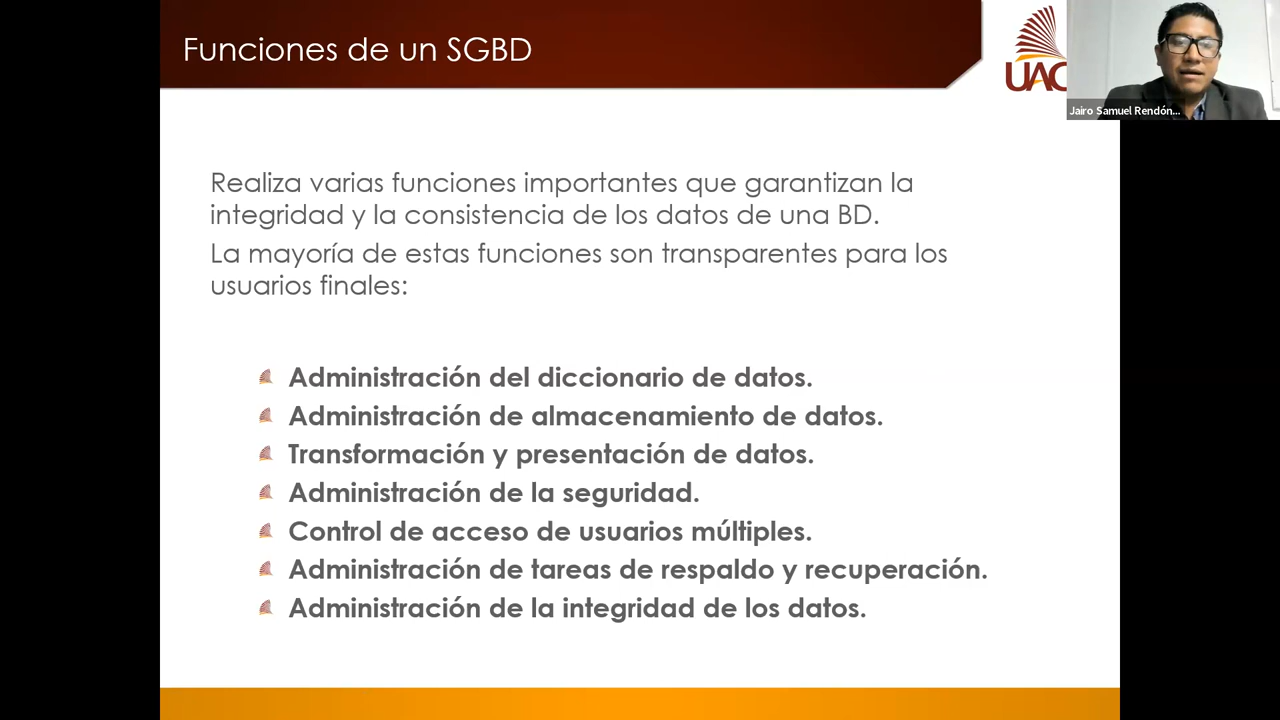 Funciones de un SGBD
UAC
Jairo Samuel Rendón...
Realiza varias funciones importantes que garantizan la
integridad y la consistencia de los datos de una BD.
La mayoría de estas funciones son transparentes para los
usuarios finales:
Administración del diccionario de datos.
Administración de almacenamiento de datos.
Transformación y presentación de datos.
Administración de la seguridad.
Control de acceso de usuarios múltiples.
Administración de tareas de respaldo y recuperación.
Administración de la integridad de los datos.